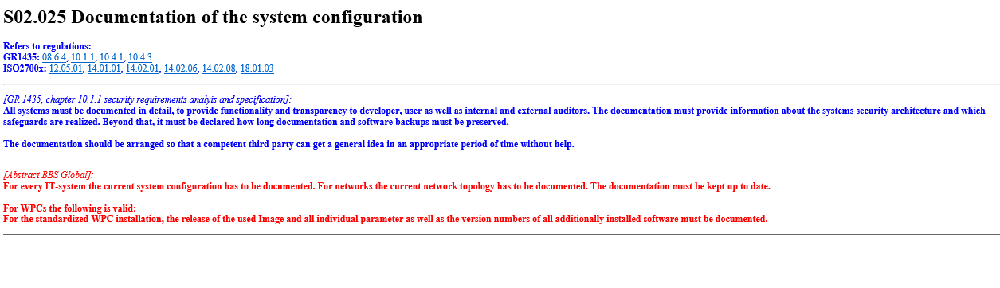 S02.025 Documentation of the system configuration
Refers to regulations:
GR1435: 08.6.4, 10.1.1, 10.4.1, 10.4.3
ISO2700x: 12.05.01, 14.01.01, 14.02.01, 14.02.06, 14.02.08, 18.01.03
[GR 1435, chapter 10.1.1 security requirements analyis and specification]:
All systems must be documented in detail, to provide functionality and transparency to developer, user as well as internal and external auditors. The documentation must provide information about the systems security architecture and which
safeguards are realized. Beyond that, it must be declared how long documentation and software backups must be preserved.
The documentation should be arranged so that a competent third party can get a general idea in an appropriate period of time without help.
[Abstract BBS Global]:
For every IT-system the current system configuration has to be documented. For networks the current network topology has to be documented. The documentation must be kept up to date.
For WPCs the following is valid:
For the standardized WPC installation, the release of the used Image and all individual parameter as well as the version numbers of all additionally installed software must be documented.